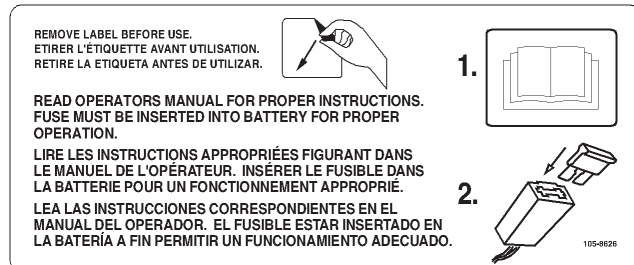 REMOVE LABEL BEFORE USE.
ETIRER L'ÉTIQUETTE AVANT UTILISATION.
RETIRE LA ETIQUETA ANTES DE UTILIZAR.
READ OPERATORS MANUAL FOR PROPER INSTRUCTIONS.
FUSE MUST BE INSERTED INTO BATTERY FOR PROPER
OPERATION.
LIRE LES INSTRUCTIONS APPROPRIÉES FIGURANT DANS
LE MANUEL DE L'OPÉRATEUR. INSÉRER LE FUSIBLE DANS
LA BATTERIE POUR UN FONCTIONNEMENT APPROPRIÉ.
LEA LAS INSTRUCCIONES CORRESPONDIENTES EN EL
MANUAL DEL OPERADOR. EL FUSIBLE ESTAR INSERTADO EN
LA BATERÍA A FIN PERMITIR UN FUNCIONAMIENTO ADECUADO.
1.
2.
105-8626